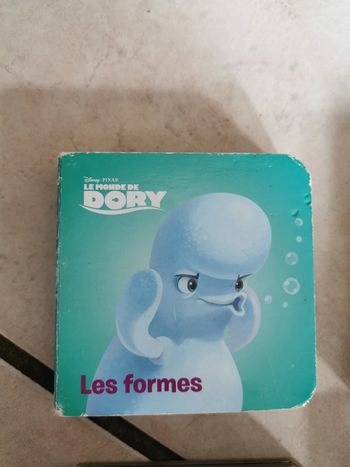 Disney · PIXAR
LE MONDE DE
DORY
Les formes